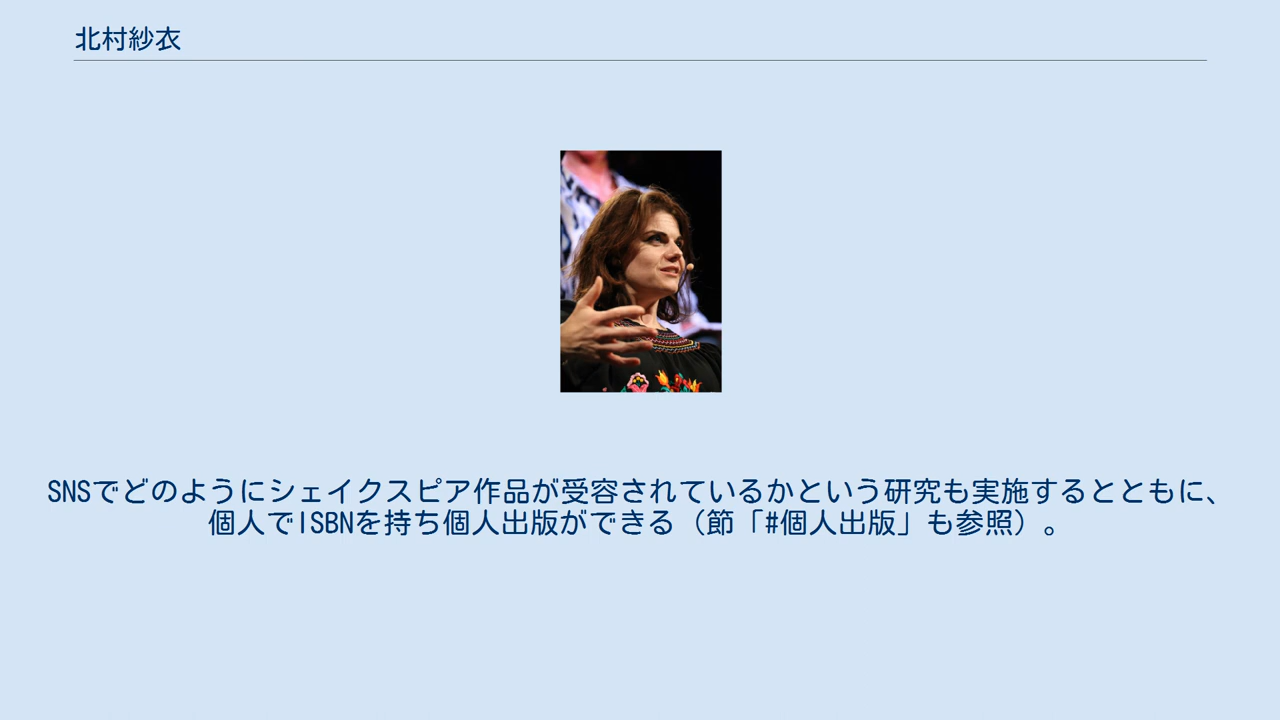 北村紗衣
SNSでどのようにシェイクスピア作品が受容されているかという研究も実施するとともに、
個人でISBNを持ち個人出版ができる（節「#個人出版」も参照）。